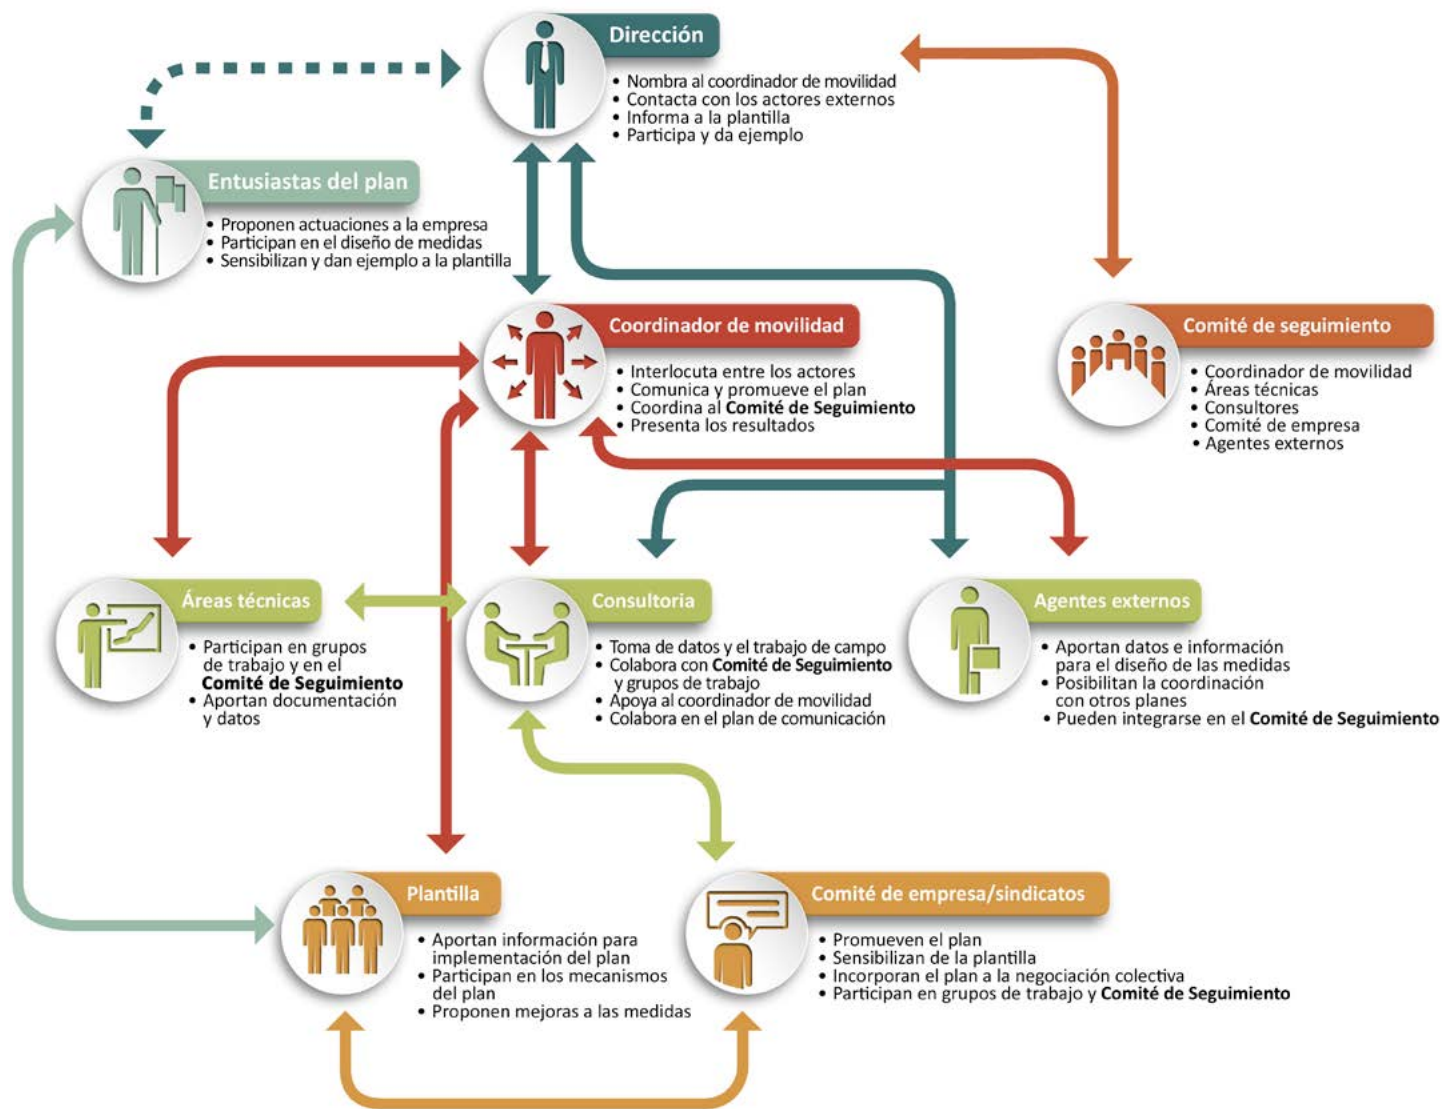 Dirección
• Nombra al coordinador de movilidad
• Contacta con los actores externos
• Informa a la plantilla
• Participa y da ejemplo
Entusiastas del plan
• Proponen actuaciones a la empresa
• Participan en el diseño de medidas
• Sensibilizan y dan ejemplo a la plantilla
Coordinador de movilidad
• Interlocuta entre los actores
• Comunica y promueve el plan
• Coordina al Comité de Seguimiento
• Presenta los resultados
Comité de seguimiento
• Coordinador de movilidad
• Áreas técnicas
• Consultores
• Comité de empresa
• Agentes externos
Áreas técnicas
• Participan en grupos
de trabajo y en el
Comité de Seguimiento
• Aportan documentación
y datos
Consultoria
• Toma de datos y el trabajo de campo
• Colabora con Comité de Seguimiento
y grupos de trabajo
• Apoya al coordinador de movilidad
• Colabora en el plan de comunicación
Agentes externos
• Aportan datos e información
para el diseño de las medidas
• Posibilitan la coordinación
con otros planes
• Pueden integrarse en el Comité de Seguimiento
Plantilla
• Aportan información para
implementación del plan
• Participan en los mecanismos
del plan
• Proponen mejoras a las medidas
Comité de empresa/sindicatos
• Promueven el plan
• Sensibilizan de la plantilla
• Incorporan el plan a la negociación colectiva
• Participan en grupos de trabajo y Comité de Seguimiento